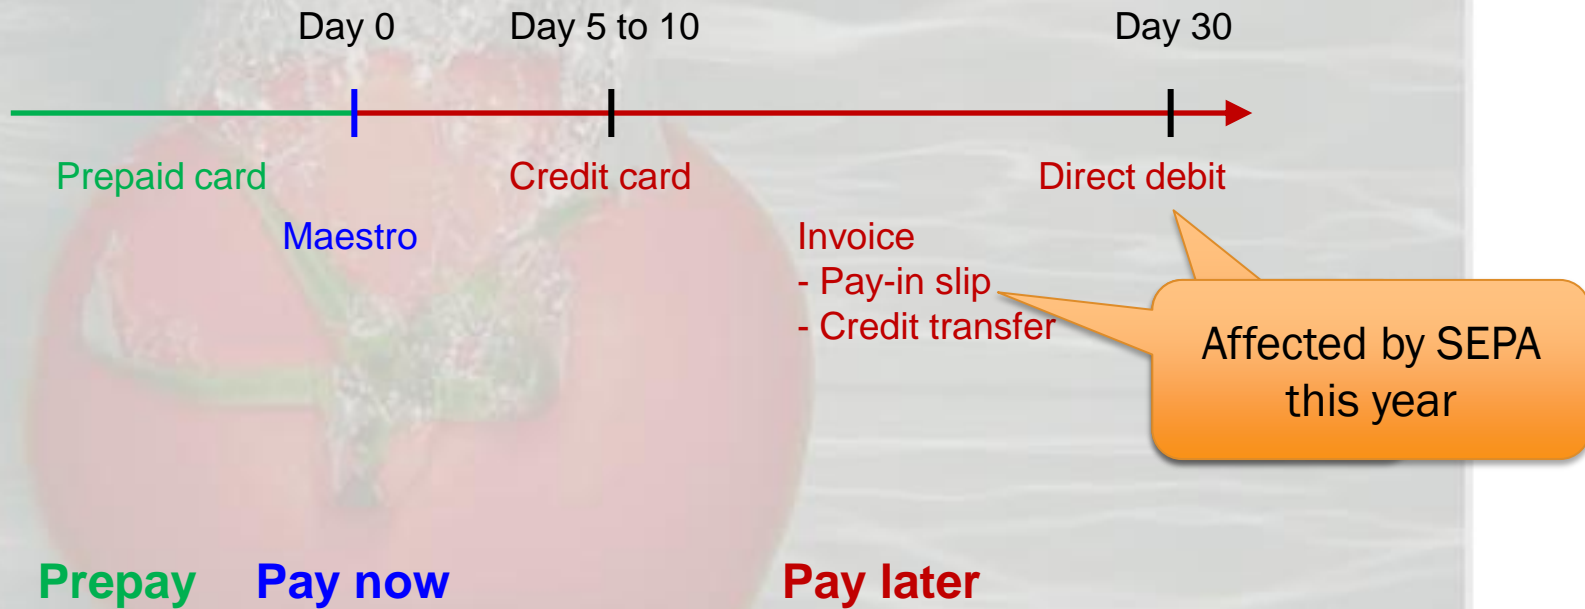 Day 0
Day 5 to 10
Day 30
Prepaid card
Credit card
Direct debit
Maestro
Invoice
- Pay-in slip
- Credit transfer
Affected by SEPA
this year
Prepay
Pay now
Pay later